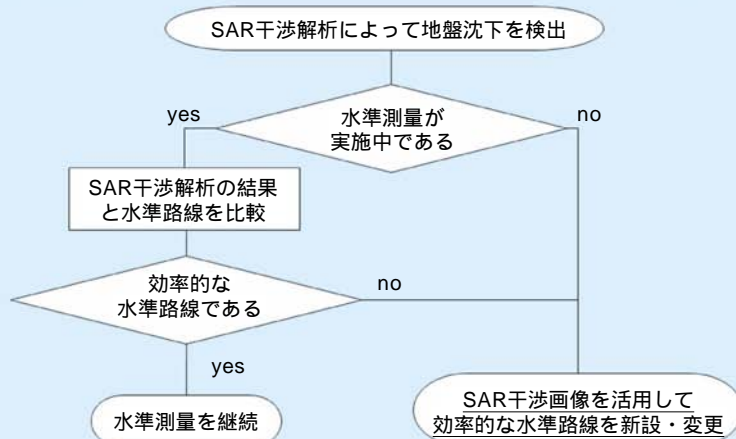 SAR干渉解析によって地盤沈下を検出
yes
水準測量が
実施中である
no
SAR干渉解析の結果
と水準路線を比較
効率的な
水準路線である
no
yes
水準測量を継続
SAR干渉画像を活用して
効率的な水準路線を新設・変更